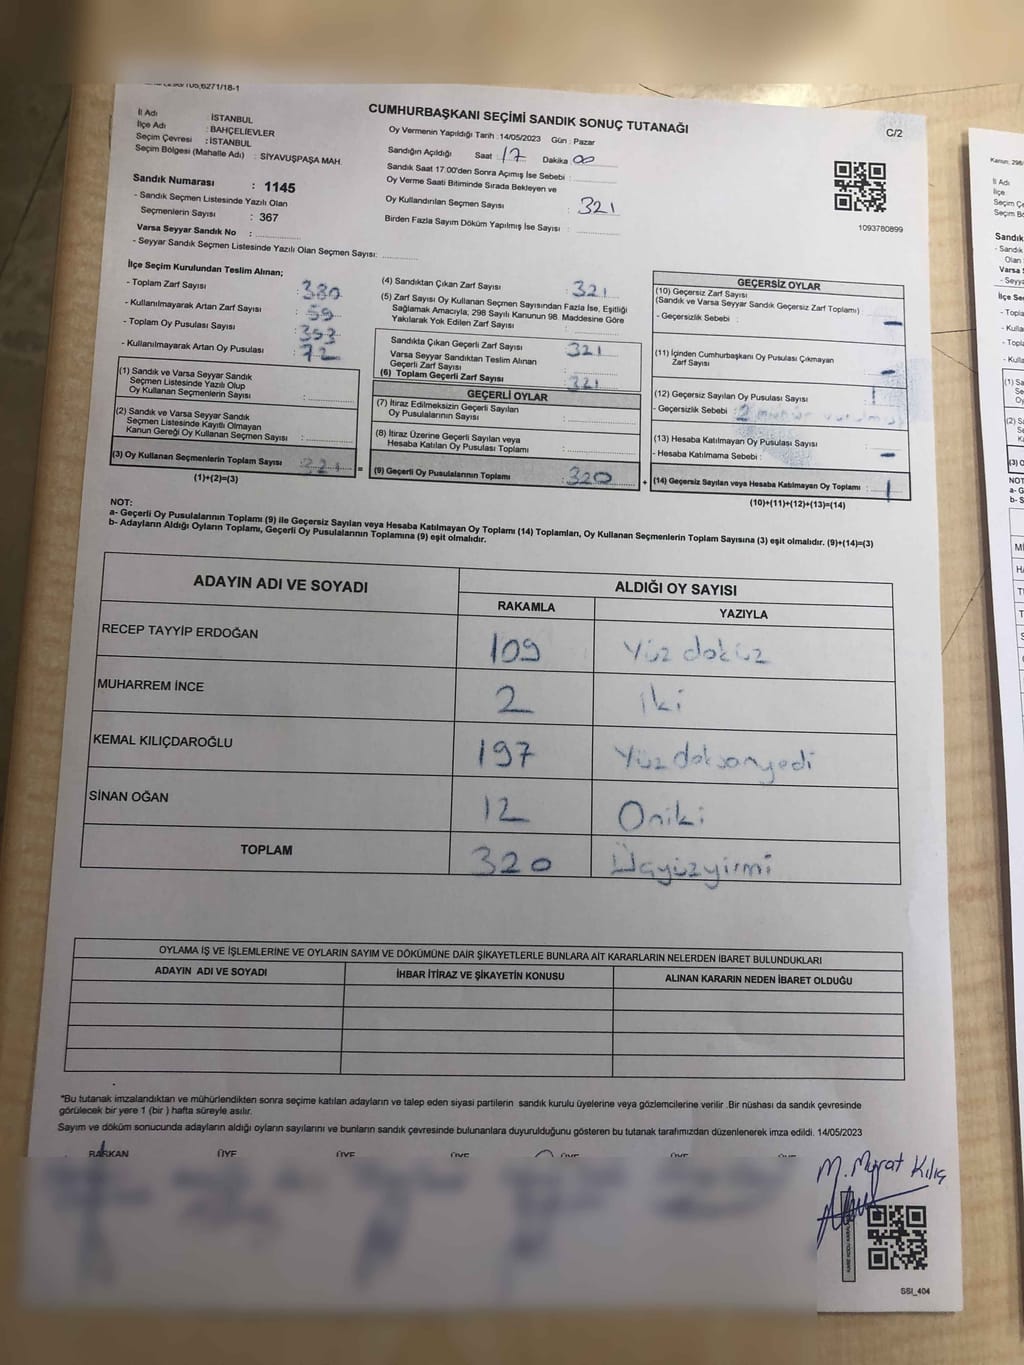 CUMHURBAŞKANI SEÇİMİ SANDIK SONUÇ TUTANAĞI
C/2
İl Adı : İSTANBUL
İlçe Adı : BAHÇELİEVLER
Seçim Çevresi : İSTANBUL
Seçim Bölgesi (Mahalle Adı) : SİYAVUŞPAŞA MAH.
Sandık Numarası : 1145
- Sandık Seçmen Listesinde Yazılı Olan
Seçmenlerin Sayısı : 367
Varsa Seyyar Sandık No :
- Seyyar Sandık Seçmen Listesinde Yazılı Olan Seçmen Sayısı:
Oy Vermenin Yapıldığı Tarih : 14/05/2023 Gün : Pazar
Sandığın Açıldığı Saat 17 Dakika 00
Sandık Saat 17:00'den Sonra Açımış İse Sebebi :
Oy Verme Saati Bitiminde Sırada Bekleyen ve
Oy Kullandırılan Seçmen Sayısı : 321
Birden Fazla Sayım Döküm Yapılmış İse Sayısı :
1093780899
İlçe Seçim Kurulundan Teslim Alınan;
- Toplam Zarf Sayısı : 380
- Kullanılmayarak Artan Zarf Sayısı : 59
- Toplam Oy Pusulası Sayısı : 393
- Kullanılmayarak Artan Oy Pusulası : 72
(1) Sandık ve Varsa Seyyar Sandık
Seçmen Listesinde Yazılı Olup
Oy Kullanan Seçmenlerin Sayısı :
(2) Sandık ve Varsa Seyyar Sandık
Seçmen Listesinde Kayıtlı Olmayan
Kanun Gereği Oy Kullanan Seçmen Sayısı :
(3) Oy Kullanan Seçmenlerin Toplam Sayısı : 321
(1)+(2)=(3)
(4) Sandıktan Çıkan Zarf Sayısı : 321
(5) Zarf Sayısı Oy Kullanan Seçmen Sayısından Fazla İse, Eşitliği
Sağlamak Amacıyla; 298 Sayılı Kanunun 98. Maddesine Göre
Yakılarak Yok Edilen Zarf Sayısı :
Sandıkta Çıkan Geçerli Zarf Sayısı : 321
Varsa Seyyar Sandıktan Teslim Alınan
Geçerli Zarf Sayısı :
(6) Toplam Geçerli Zarf Sayısı : 321
GEÇERLİ OYLAR
(7) İtiraz Edilmeksizin Geçerli Sayılan
Oy Pusulalarının Sayısı :
(8) İtiraz Üzerine Geçerli Sayılan veya
Hesaba Katılan Oy Pusulası Toplamı :
(9) Geçerli Oy Pusulalarının Toplamı : 320
GEÇERSİZ OYLAR
(10) Geçersiz Zarf Sayısı
(Sandık ve Varsa Seyyar Sandık Geçersiz Zarf Toplamı)
- Geçersizlik Sebebi : —
(11) İçinden Cumhurbaşkanı Oy Pusulası Çıkmayan
Zarf Sayısı : —
(12) Geçersiz Sayılan Oy Pusulası Sayısı : 1
- Geçersizlik Sebebi : 2 mühür
(13) Hesaba Katılmayan Oy Pusulası Sayısı
- Hesaba Katılmama Sebebi : —
(14) Geçersiz Sayılan veya Hesaba Katılmayan Oy Toplamı : 1
(10)+(11)+(12)+(13)=(14)
NOT:
a- Geçerli Oy Pusulalarının Toplamı (9) ile Geçersiz Sayılan veya Hesaba Katılmayan Oy Toplamı (14) Toplamları, Oy Kullanan Seçmenlerin Toplam Sayısına (3) eşit olmalıdır. (9)+(14)=(3)
b- Adayların Aldığı Oyların Toplamı, Geçerli Oy Pusulalarının Toplamına (9) eşit olmalıdır.
ADAYIN ADI VE SOYADI
ALDIĞI OY SAYISI
RAKAMLA YAZIYLA
RECEP TAYYİP ERDOĞAN 109 Yüz dokuz
MUHARREM İNCE 2 İki
KEMAL KILIÇDAROĞLU 197 Yüz doksanyedi
SİNAN OĞAN 12 Oniki
TOPLAM 320 Üçyüzyirmi
OYLAMA İŞ VE İŞLEMLERİNE VE OYLARIN SAYIM VE DÖKÜMÜNE DAİR ŞİKAYETLERLE BUNLARA AİT KARARLARIN NELERDEN İBARET BULUNDUKLARI
ADAYIN ADI VE SOYADI İHBAR İTİRAZ VE ŞİKAYETİN KONUSU ALINAN KARARIN NEDEN İBARET OLDUĞU
"Bu tutanak imzalandıktan ve mühürlendikten sonra seçime katılan adayların ve talep eden siyasi partilerin sandık kurulu üyelerine veya gözlemcilerine verilir .Bir nüshası da sandık çevresinde
görülecek bir yere 1 (bir ) hafta süreyle asılır.
Sayım ve döküm sonucunda adayların aldığı oyların sayılarını ve bunların sandık çevresinde bulunanlara duyurulduğunu gösteren bu tutanak tarafımızdan düzenlenerek imza edildi. 14/05/2023
BAŞKAN ÜYE ÜYE ÜYE ÜYE ÜYE ÜYE
M. Murat Kılıç
SSI_404